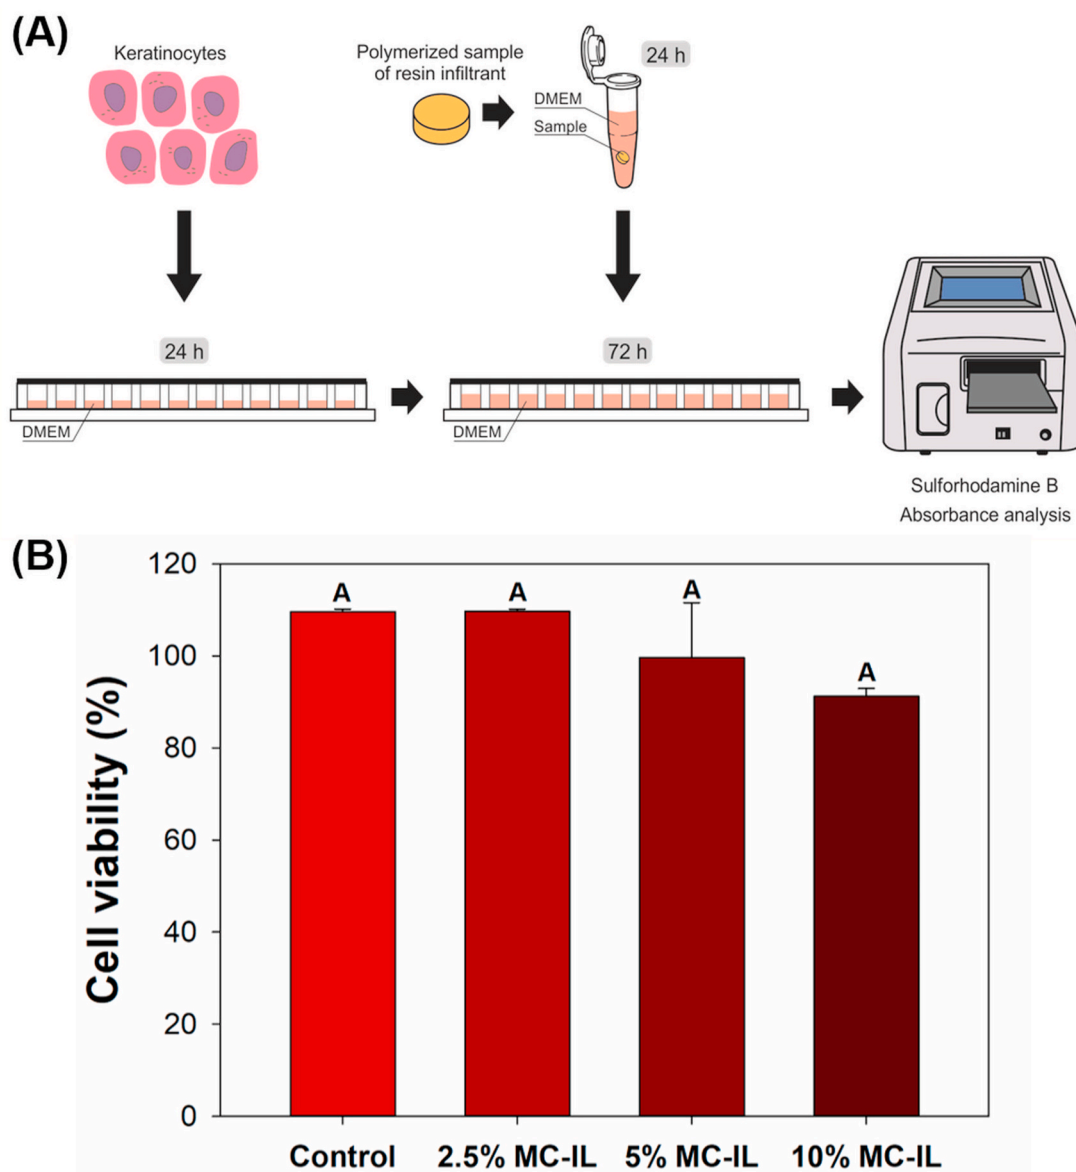 (A)
Keratinocytes
Polymerized sample
of resin infiltrant
24 h
DMEM
Sample
24 h
72 h
DMEM
DMEM
Sulforhodamine B
Absorbance analysis
(B)
Cell viability (%)
120
100
80
60
40
20
0
A
A
A
A
Control
2.5% MC-IL
5% MC-IL
10% MC-IL